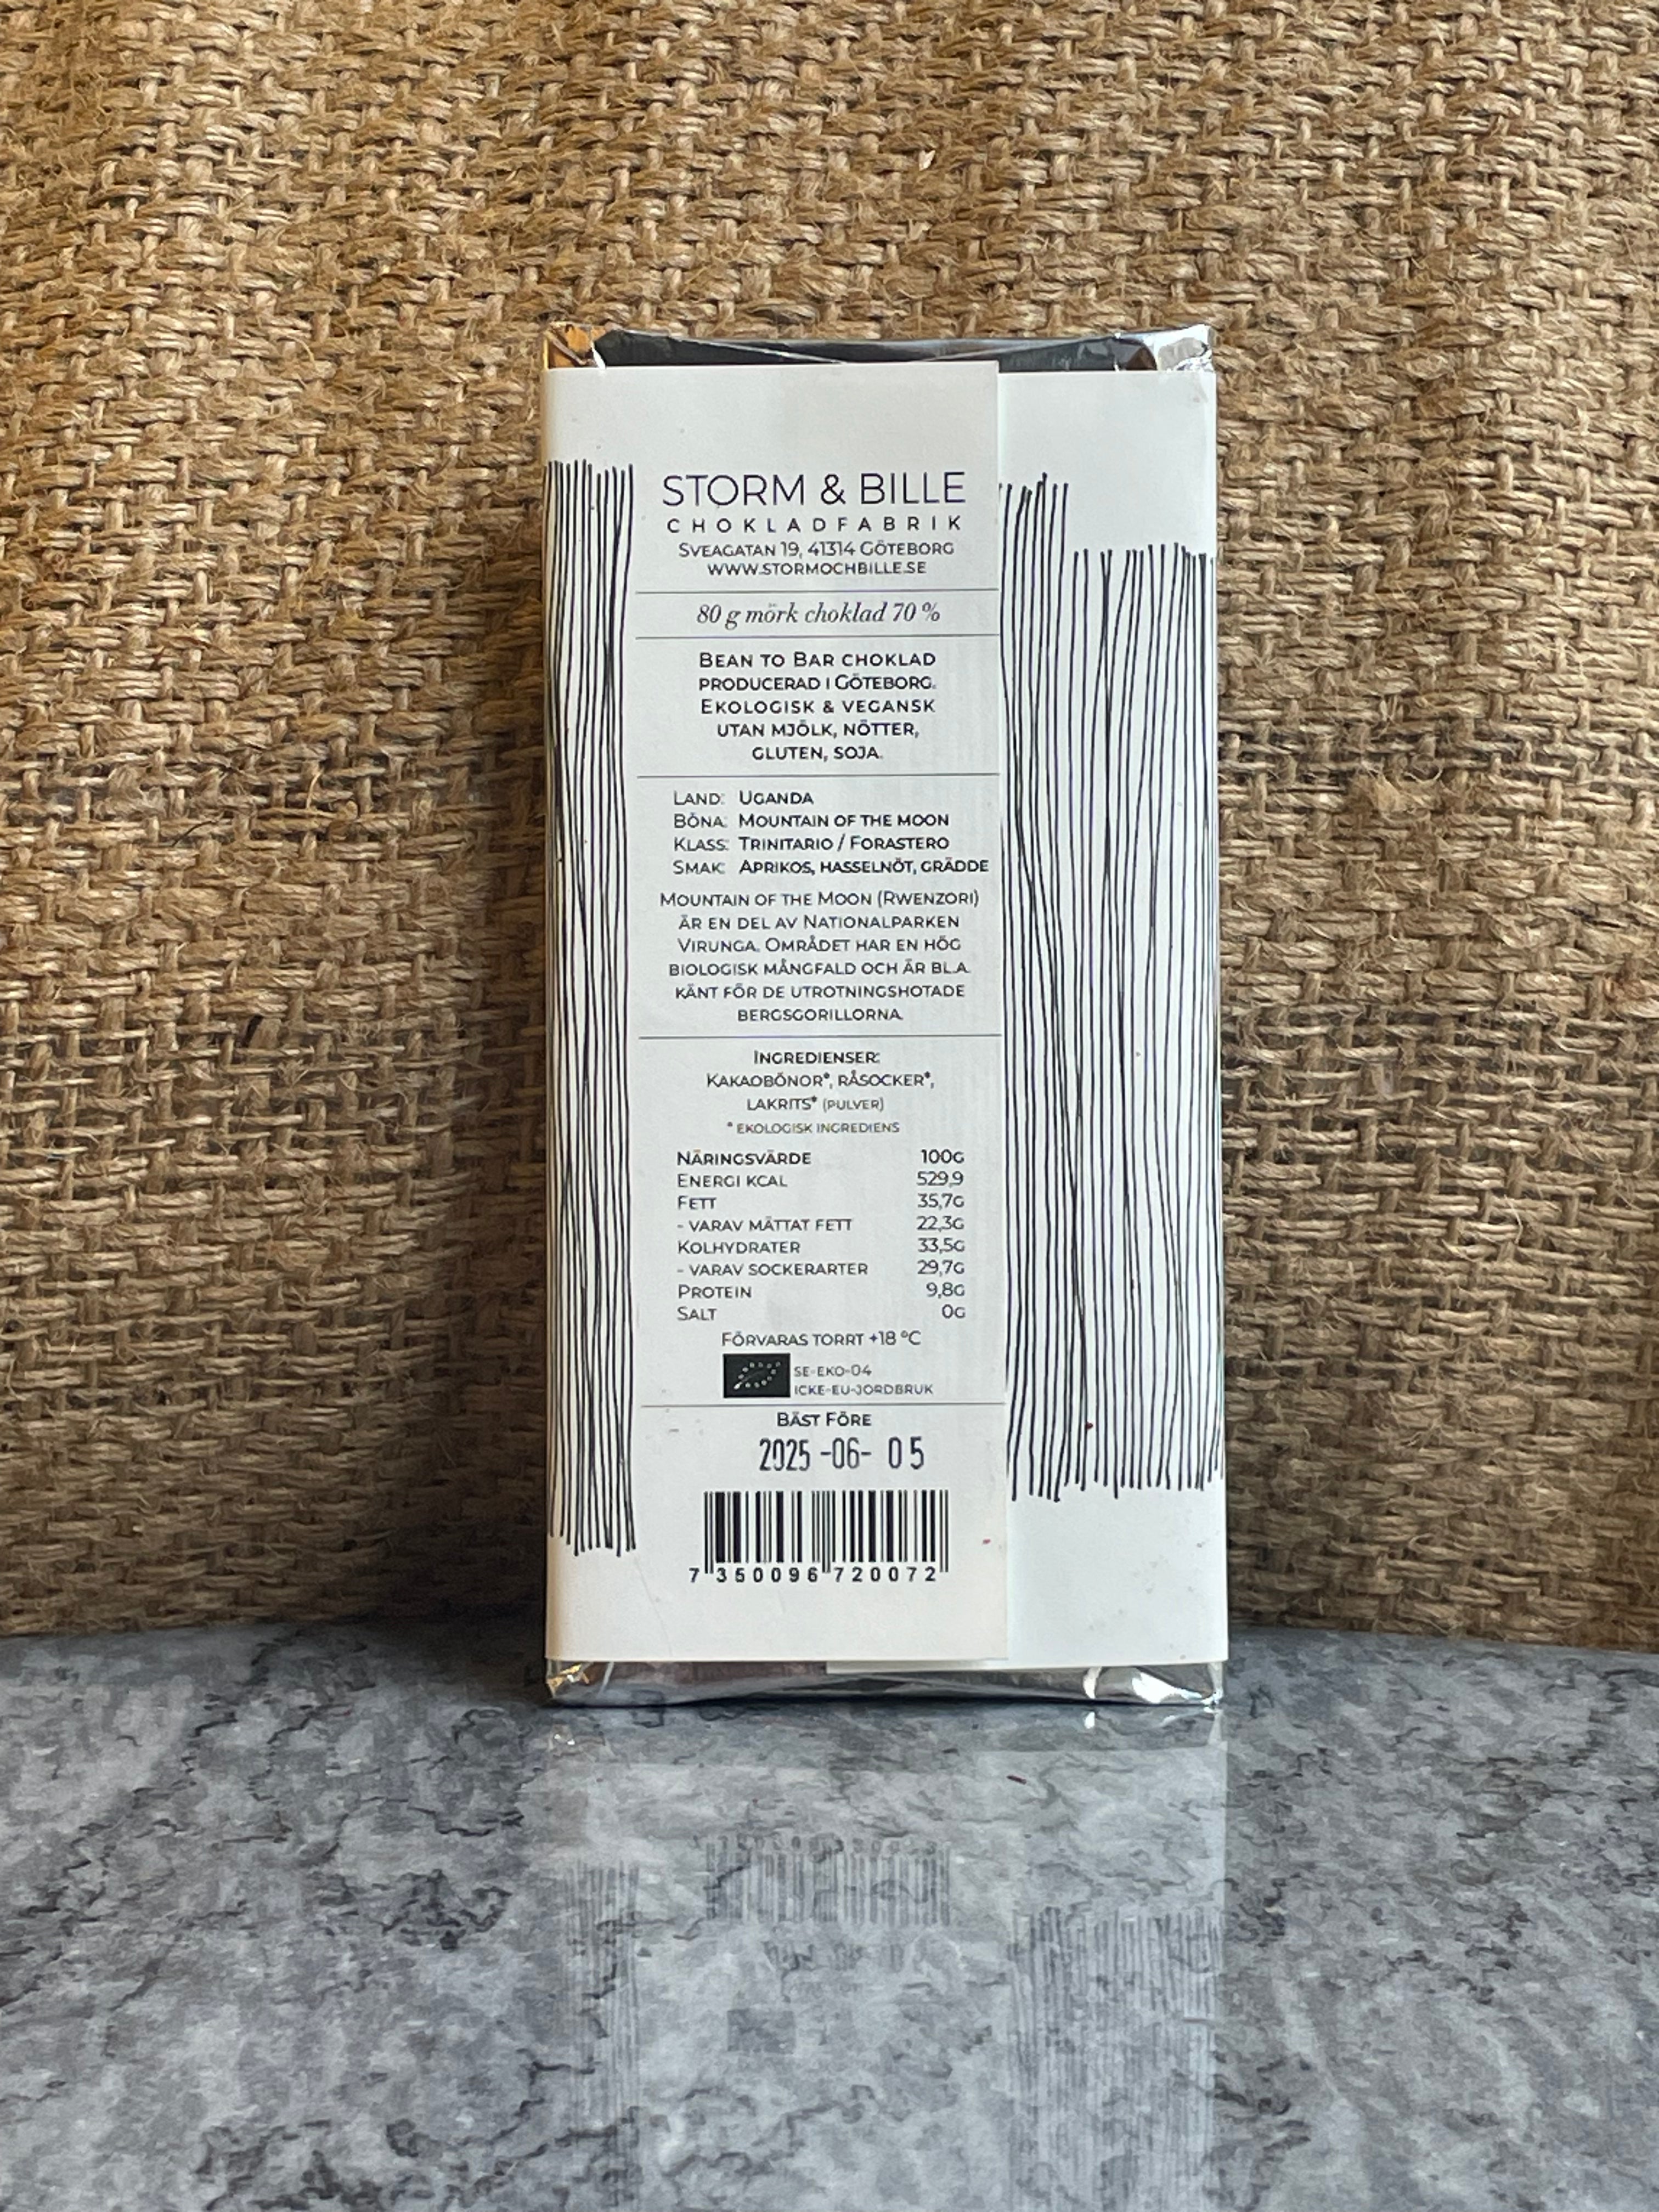 STORM & BILLE
CHOKLADFABRIK
SVEAGATAN 19, 41314 GÖTEBORG
WWW.STORMOCHBILLE.SE
80 g mörk choklad 70 %
BEAN TO BAR CHOKLAD
PRODUCERAD I GÖTEBORG.
EKOLOGISK & VEGANSK
UTAN MJÖLK, NÖTTER,
GLUTEN, SOJA.
LAND: UGANDA
BÖNA: MOUNTAIN OF THE MOON
KLASS: TRINITARIO / FORASTERO
SMAK: APRIKOS, HASSELNÖT, GRÄDDE
MOUNTAIN OF THE MOON (RWENZORI)
ÄR EN DEL AV NATIONALPARKEN
VIRUNGA. OMRÅDET HAR EN HÖG
BIOLOGISK MÅNGFALD OCH ÄR BL.A.
KÄNT FÖR DE UTROTNINGSHOTADE
BERGSGORILLORNA.
INGREDIENSER:
KAKAOBÖNOR*, RÅSOCKER*,
LAKRITS* (PULVER)
* EKOLOGISK INGREDIENS
NÄRINGSVÄRDE 100G
ENERGI KCAL 529,9
FETT 35,7G
- VARAV MÄTTAT FETT 22,3G
KOLHYDRATER 33,5G
- VARAV SOCKERARTER 29,7G
PROTEIN 9,8G
SALT 0G
FÖRVARAS TORRT +18 °C
SE-EKO-04
ICKE-EU-JORDBRUK
BÄST FÖRE
2025-06-05
7 350096 720072